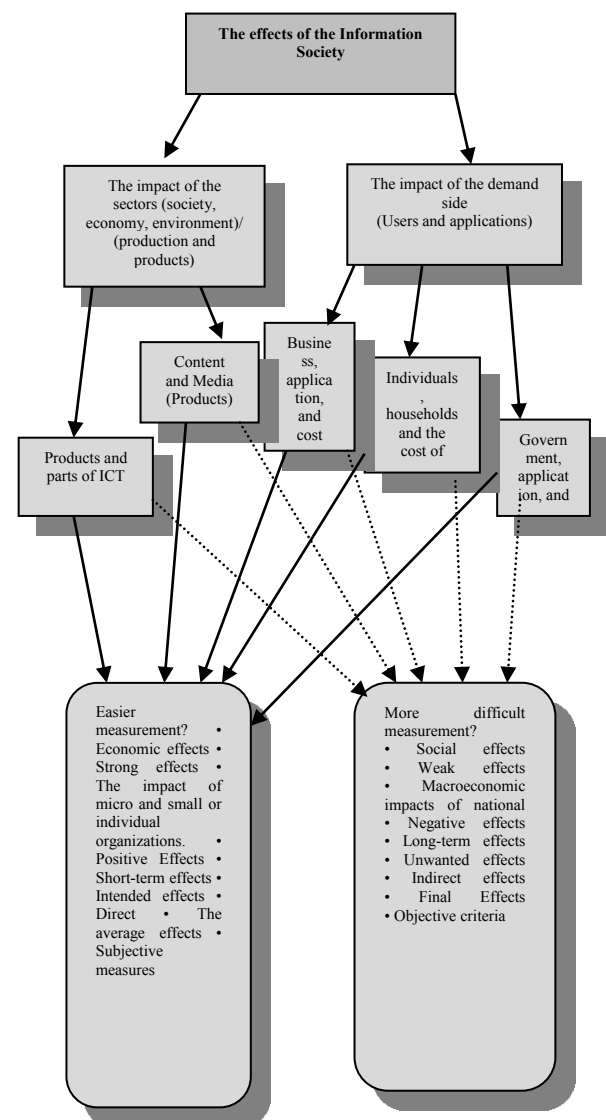 The effects of the Information
Society
The impact of the
sectors (society,
economy, environment)/
(production and
products)
The impact of the demand
side
(Users and applications)
Content
and Media
(Products)
Busine
ss,
applica
tion,
and
cost
Individuals
,
households
and the
cost of
Products and
parts of ICT
Govern
ment,
applicat
ion, and
Easier
measurement? •
Economic effects •
Strong effects •
The impact of
micro and small or
individual
organizations. •
Positive Effects •
Short-term effects •
Intended effects •
Direct • The
average effects •
Subjective
measures
More difficult
measurement?
• Social effects
• Weak effects
• Macroeconomic
impacts of national
• Negative effects
• Long-term effects
• Unwanted effects
• Indirect effects
• Final Effects
• Objective criteria